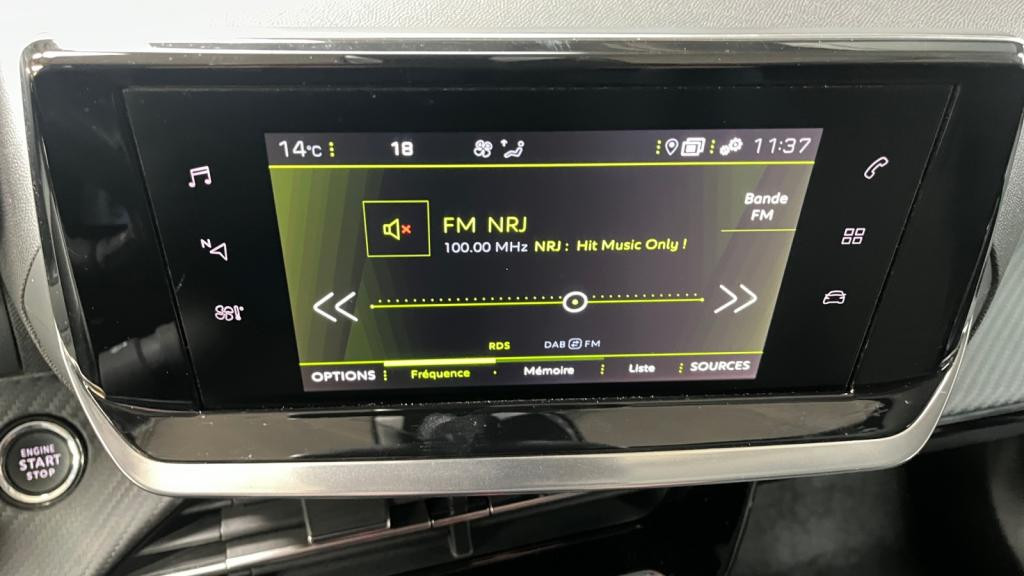 14°C 18 11:37
Bande
FM
FM NRJ
100.00 MHz NRJ : Hit Music Only !
N
RDS DAB FM
OPTIONS Fréquence Mémoire Liste SOURCES
ENGINE
START
STOP